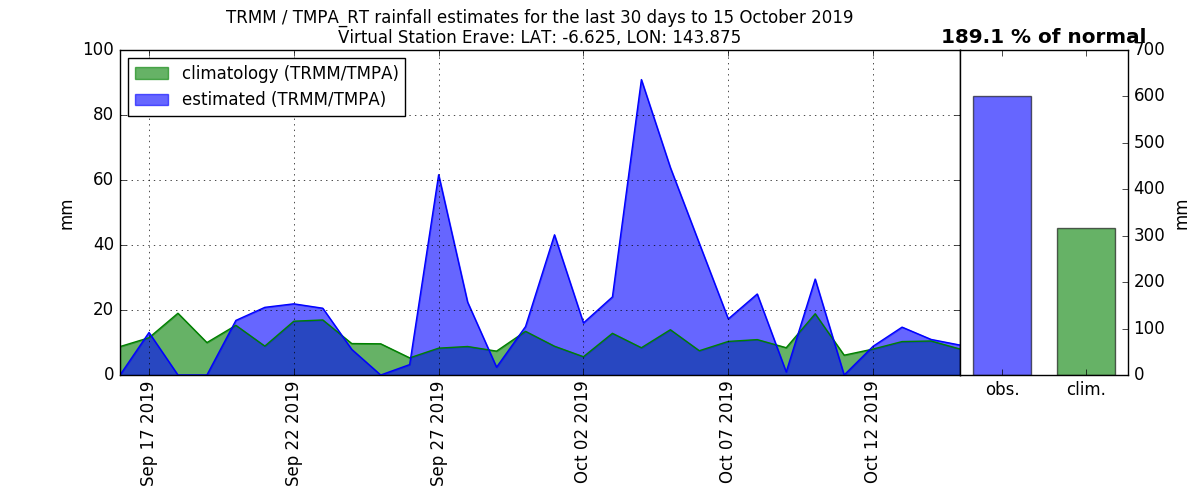 TRMM / TMPA_RT rainfall estimates for the last 30 days to 15 October 2019
Virtual Station Erave: LAT: -6.625, LON: 143.875
189.1 % of normal
climatology (TRMM/TMPA)
estimated (TRMM/TMPA)
100
80
60
40
20
0
mm
Sep 17 2019
Sep 22 2019
Sep 27 2019
Oct 02 2019
Oct 07 2019
Oct 12 2019
700
600
500
400
300
200
100
0
mm
obs.
clim.